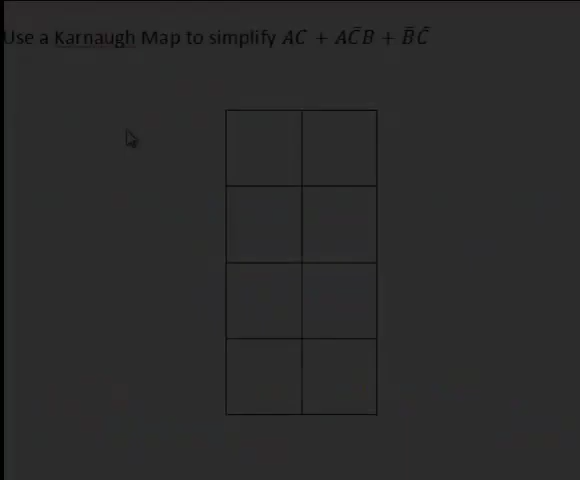 Use a Karnaugh Map to simplify AC + AC̄B + B̄C̄